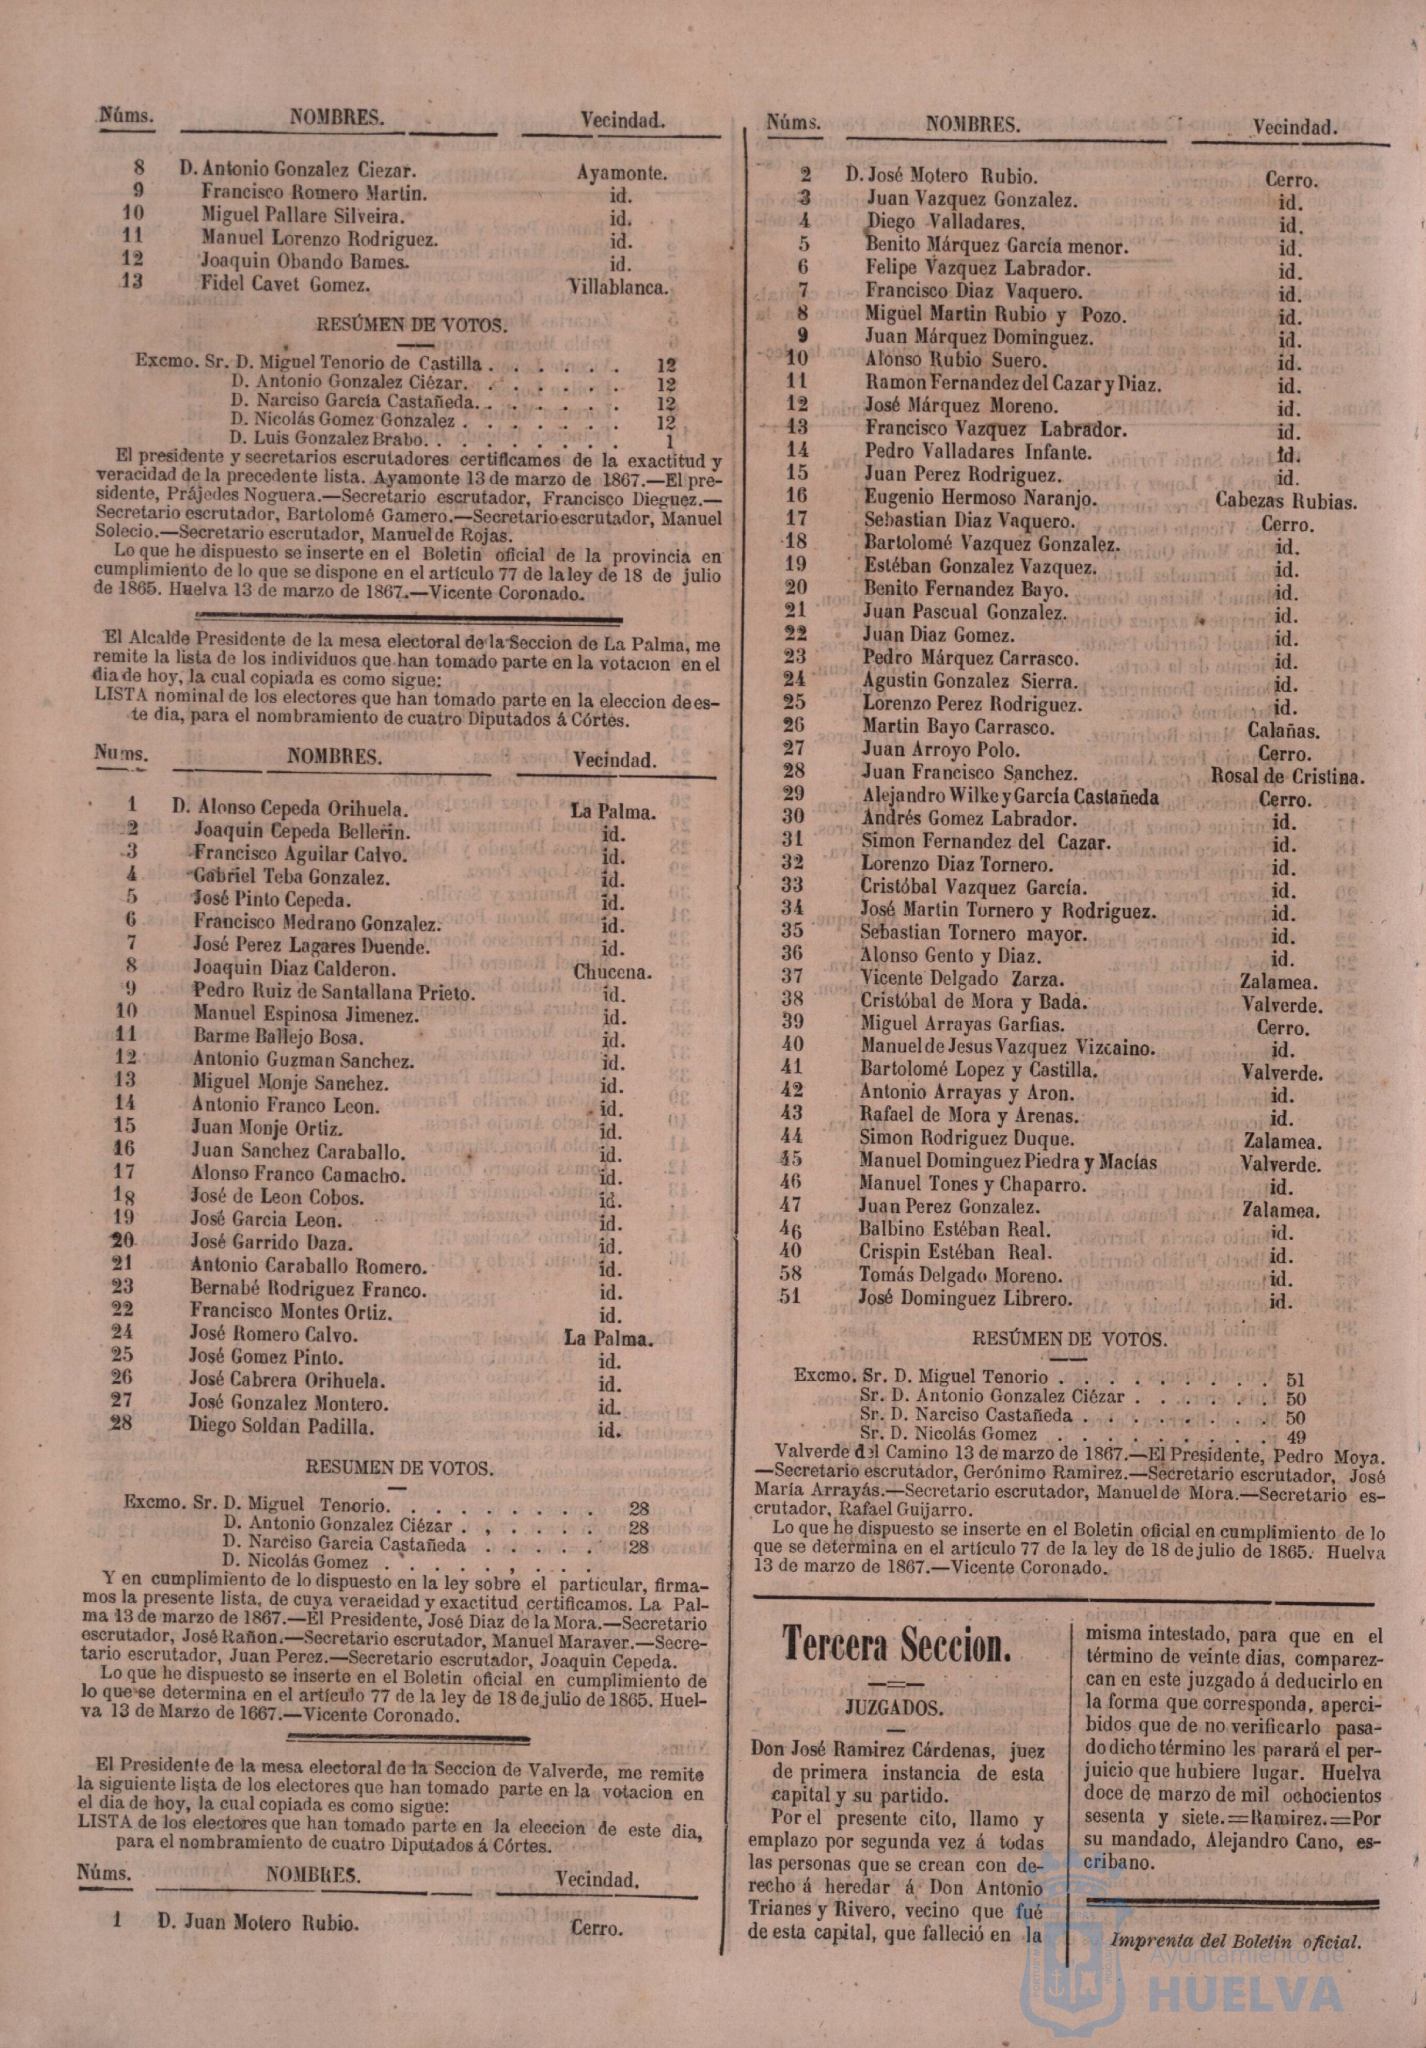 Núms. NOMBRES. Vecindad.
8 D. Antonio Gonzalez Ciezar. Ayamonte.
9 Francisco Romero Martin. id.
10 Miguel Pallare Silveira. id.
11 Manuel Lorenzo Rodriguez. id.
12 Joaquin Obando Bames. id.
13 Fidel Cavet Gomez. Villablanca.
RESÚMEN DE VOTOS.
Excmo. Sr. D. Miguel Tenorio de Castilla . . . . . . 12
D. Antonio Gonzalez Ciézar. . . . . . . 12
D. Narciso García Castañeda. . . . . . . 12
D. Nicolás Gomez Gonzalez . . . . . . . 12
D. Luis Gonzalez Brabo. . . . . . . . 1
El presidente y secretarios escrutadores certificamos de la exactitud y
veracidad de la precedente lista. Ayamonte 13 de marzo de 1867.—El pre-
sidente, Prájedes Noguera.—Secretario escrutador, Francisco Dieguez.—
Secretario escrutador, Bartolomé Gamero.—Secretario escrutador, Manuel
Solecio.—Secretario escrutador, Manuel de Rojas.
Lo que he dispuesto se inserte en el Boletin oficial de la provincia en
cumplimiento de lo que se dispone en el artículo 77 de la ley de 18 de julio
de 1865. Huelva 13 de marzo de 1867.—Vicente Coronado.
El Alcalde Presidente de la mesa electoral de la Seccion de La Palma, me
remite la lista de los individuos que han tomado parte en la votacion en el
dia de hoy, la cual copiada es como sigue:
LISTA nominal de los electores que han tomado parte en la eleccion de es-
te dia, para el nombramiento de cuatro Diputados á Córtes.
Nums. NOMBRES. Vecindad.
1 D. Alonso Cepeda Orihuela. La Palma.
2 Joaquin Cepeda Bellerin. id.
3 Francisco Aguilar Calvo. id.
4 Gabriel Teba Gonzalez. id.
5 José Pinto Cepeda. id.
6 Francisco Medrano Gonzalez. id.
7 José Perez Lagares Duende. id.
8 Joaquin Diaz Calderon. Chucena.
9 Pedro Ruiz de Santallana Prieto. id.
10 Manuel Espinosa Jimenez. id.
11 Barme Ballejo Bosa. id.
12 Antonio Guzman Sanchez. id.
13 Miguel Monje Sanchez. id.
14 Antonio Franco Leon. id.
15 Juan Monje Ortiz. id.
16 Juan Sanchez Caraballo. id.
17 Alonso Franco Camacho. id.
18 José de Leon Cobos. id.
19 José Garcia Leon. id.
20 José Garrido Daza. id.
21 Antonio Caraballo Romero. id.
23 Bernabé Rodriguez Franco. id.
22 Francisco Montes Ortiz. id.
24 José Romero Calvo. La Palma.
25 José Gomez Pinto. id.
26 José Cabrera Orihuela. id.
27 José Gonzalez Montero. id.
28 Diego Soldan Padilla. id.
RESUMEN DE VOTOS.
Excmo. Sr. D. Miguel Tenorio. . . . . . . . 28
D. Antonio Gonzalez Ciézar . . . . . . 28
D. Narciso Garcia Castañeda . . . . . 28
D. Nicolás Gomez . . . . . . . .
Y en cumplimiento de lo dispuesto en la ley sobre el particular, firma-
mos la presente lista, de cuya veracidad y exactitud certificamos. La Pal-
ma 13 de marzo de 1867.—El Presidente, José Diaz de la Mora.—Secretario
escrutador, José Rañon.—Secretario escrutador, Manuel Maraver.—Secre-
tario escrutador, Juan Perez.—Secretario escrutador, Joaquin Cepeda.
Lo que he dispuesto se inserte en el Boletin oficial en cumplimiento de
lo que se determina en el artículo 77 de la ley de 18 de julio de 1865. Huel-
va 13 de Marzo de 1667.—Vicente Coronado.
El Presidente de la mesa electoral de la Seccion de Valverde, me remite
la siguiente lista de los electores que han tomado parte en la votacion en
el dia de hoy, la cual copiada es como sigue:
LISTA de los electores que han tomado parte en la eleccion de este dia,
para el nombramiento de cuatro Diputados á Córtes.
Núms. NOMBRES. Vecindad.
1 D. Juan Motero Rubio. Cerro.
Núms. NOMBRES. Vecindad.
2 D. José Motero Rubio. Cerro.
3 Juan Vazquez Gonzalez. id.
4 Diego Valladares. id.
5 Benito Márquez García menor. id.
6 Felipe Vazquez Labrador. id.
7 Francisco Diaz Vaquero. id.
8 Miguel Martin Rubio y Pozo. id.
9 Juan Márquez Dominguez. id.
10 Alonso Rubio Suero. id.
11 Ramon Fernandez del Cazar y Diaz. id.
12 José Márquez Moreno. id.
13 Francisco Vazquez Labrador. id.
14 Pedro Valladares Infante. id.
15 Juan Perez Rodriguez. id.
16 Eugenio Hermoso Naranjo. Cabezas Rubias.
17 Sebastian Diaz Vaquero. Cerro.
18 Bartolomé Vazquez Gonzalez. id.
19 Estéban Gonzalez Vazquez. id.
20 Benito Fernandez Bayo. id.
21 Juan Pascual Gonzalez. id.
22 Juan Diaz Gomez. id.
23 Pedro Márquez Carrasco. id.
24 Agustin Gonzalez Sierra. id.
25 Lorenzo Perez Rodriguez. id.
26 Martin Bayo Carrasco. Calañas.
27 Juan Arroyo Polo. Cerro.
28 Juan Francisco Sanchez. Rosal de Cristina.
29 Alejandro Wilke y García Castañeda Cerro.
30 Andrés Gomez Labrador. id.
31 Simon Fernandez del Cazar. id.
32 Lorenzo Diaz Tornero. id.
33 Cristóbal Vazquez García. id.
34 José Martin Tornero y Rodriguez. id.
35 Sebastian Tornero mayor. id.
36 Alonso Gento y Diaz. id.
37 Vicente Delgado Zarza. Zalamea.
38 Cristóbal de Mora y Bada. Valverde.
39 Miguel Arrayas Garfias. Cerro.
40 Manuel de Jesus Vazquez Vizcaino. id.
41 Bartolomé Lopez y Castilla. Valverde.
42 Antonio Arrayas y Aron. id.
43 Rafael de Mora y Arenas. id.
44 Simon Rodriguez Duque. Zalamea.
45 Manuel Dominguez Piedra y Macías Valverde.
46 Manuel Tones y Chaparro. id.
47 Juan Perez Gonzalez. Zalamea.
46 Balbino Estéban Real. id.
40 Crispin Estéban Real. id.
58 Tomás Delgado Moreno. id.
51 José Dominguez Librero. id.
RESÚMEN DE VOTOS.
Excmo. Sr. D. Miguel Tenorio . . . . . . . . . 51
Sr. D. Antonio Gonzalez Ciézar . . . . . . 50
Sr. D. Narciso Castañeda . . . . . . . . 50
Sr. D. Nicolás Gomez . . . . . . . . . 49
Valverde del Camino 13 de marzo de 1867.—El Presidente, Pedro Moya.
—Secretario escrutador, Gerónimo Ramirez.—Secretario escrutador, José
María Arrayás.—Secretario escrutador, Manuel de Mora.—Secretario es-
crutador, Rafael Guijarro.
Lo que he dispuesto se inserte en el Boletin oficial en cumplimiento de lo
que se determina en el artículo 77 de la ley de 18 de julio de 1865. Huelva
13 de marzo de 1867.—Vicente Coronado.
Tercera Seccion.
JUZGADOS.
Don José Ramirez Cárdenas, juez
de primera instancia de esta
capital y su partido.
Por el presente cito, llamo y
emplazo por segunda vez á todas
las personas que se crean con de-
recho á heredar á Don Antonio
Trianes y Rivero, vecino que fué
de esta capital, que falleció en la
misma intestado, para que en el
término de veinte dias, comparez-
can en este juzgado á deducirlo en
la forma que corresponda, aperci-
bidos que de no verificarlo pasa-
do dicho término les parará el per-
juicio que hubiere lugar. Huelva
doce de marzo de mil ochocientos
sesenta y siete.=Ramirez.=Por
su mandado, Alejandro Cano, es-
cribano.
Imprenta del Boletin oficial.
Ayuntamiento de
HUELVA